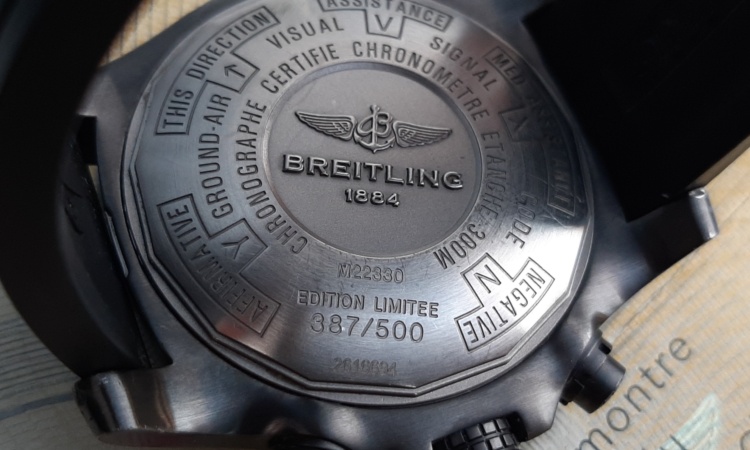 ASSISTANCE
V
THIS DIRECTION
VISUAL
SIGNAL
GROUND-AIR
CHRONOGRAPHE CERTIFIE CHRONOMETRE ETANCHE-300M
B
BREITLING
1884
AFFIRMATIVE
Y
CODE
N
NEGATIVE
M22330
EDITION LIMITEE
387/500
montre